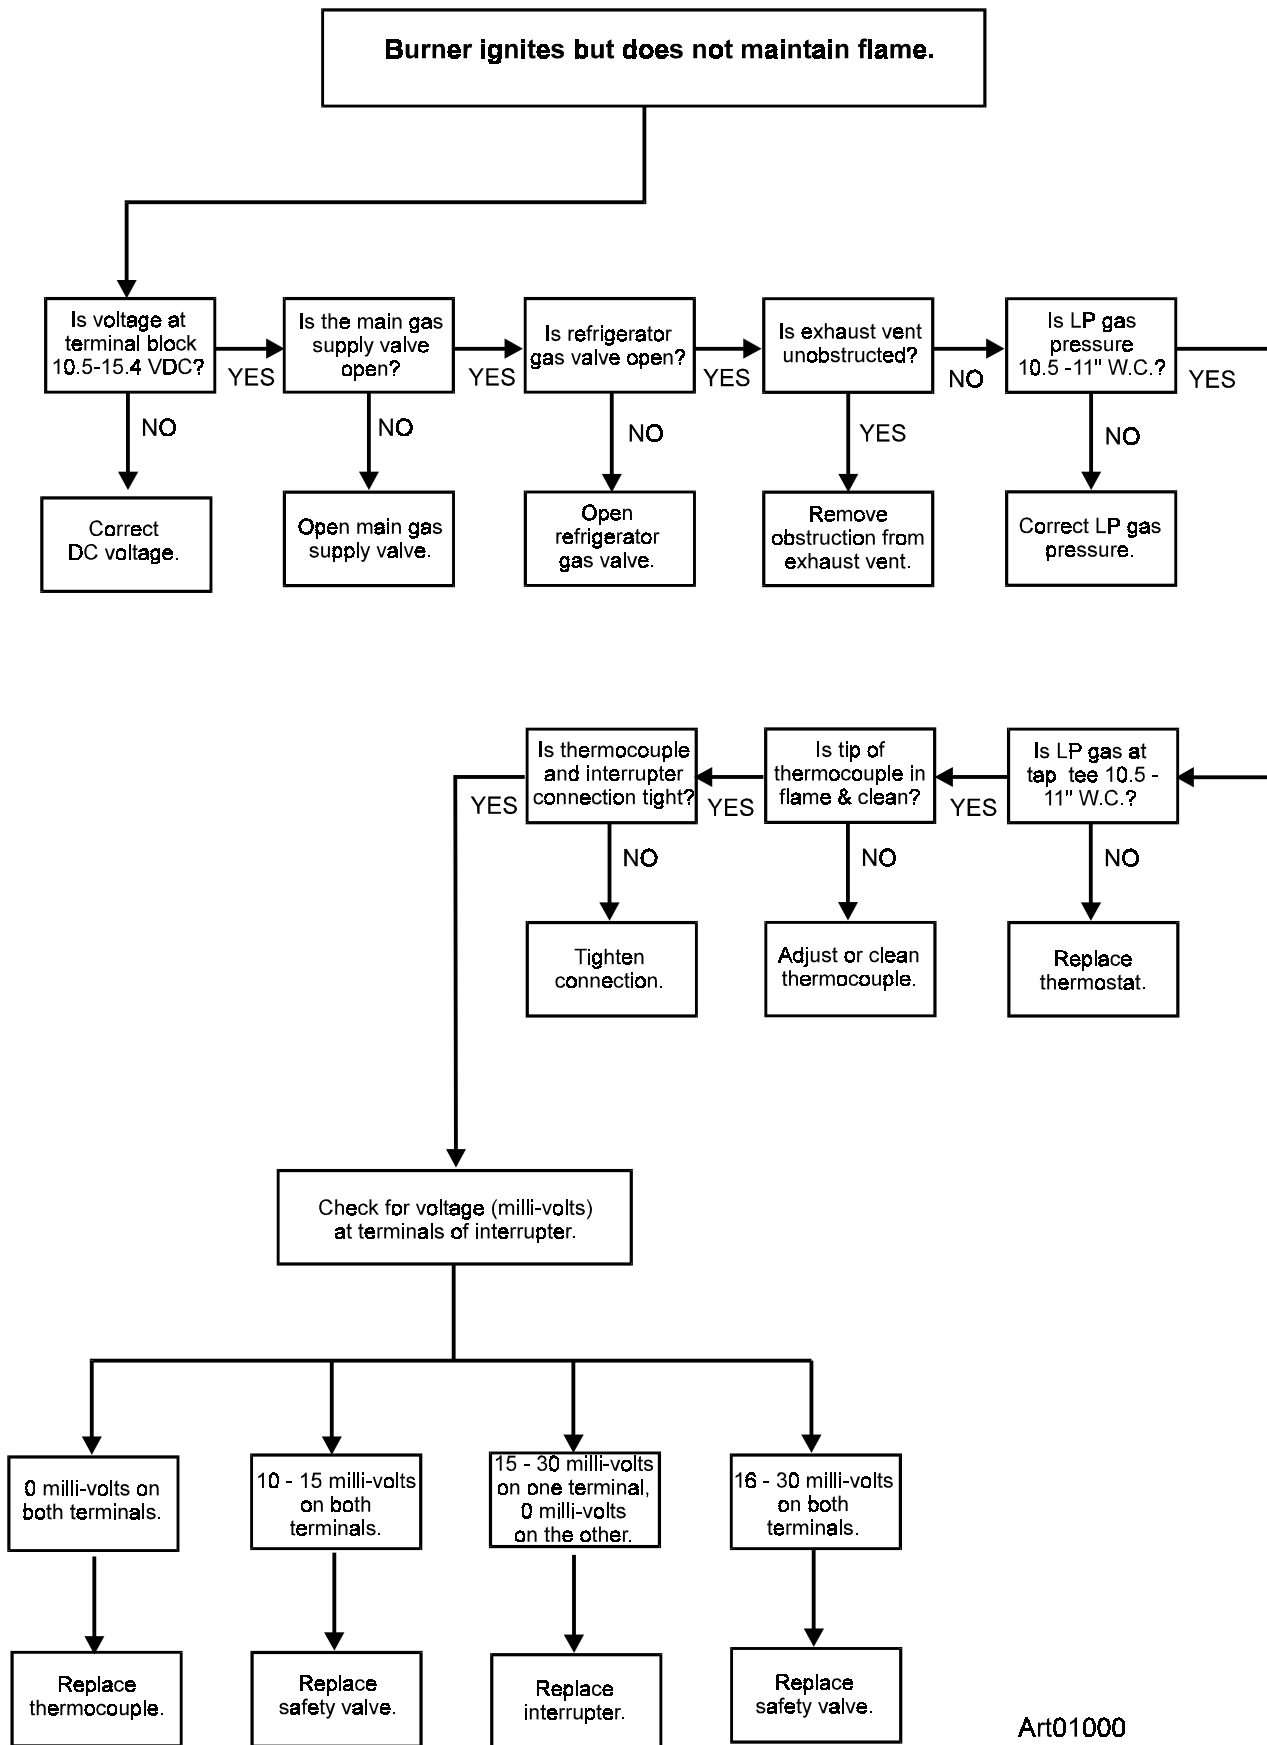 Burner ignites but does not maintain flame.
Is voltage at
terminal block
10.5-15.4 VDC?
YES
NO
Correct
DC voltage.
Is the main gas
supply valve
open?
YES
NO
Open main gas
supply valve.
Is refrigerator
gas valve open?
YES
NO
Open
refrigerator
gas valve.
Is exhaust vent
unobstructed?
NO
YES
Remove
obstruction from
exhaust vent.
Is LP gas
pressure
10.5 -11" W.C.?
YES
NO
Correct LP gas
pressure.
Is LP gas at
tap tee 10.5 -
11" W.C.?
YES
NO
Replace
thermostat.
Is tip of
thermocouple in
flame & clean?
YES
NO
Adjust or clean
thermocouple.
Is thermocouple
and interrupter
connection tight?
YES
NO
Tighten
connection.
Check for voltage (milli-volts)
at terminals of interrupter.
0 milli-volts on
both terminals.
Replace
thermocouple.
10 - 15 milli-volts
on both
terminals.
Replace
safety valve.
15 - 30 milli-volts
on one terminal,
0 milli-volts
on the other.
Replace
interrupter.
16 - 30 milli-volts
on both
terminals.
Replace
safety valve.
Art01000